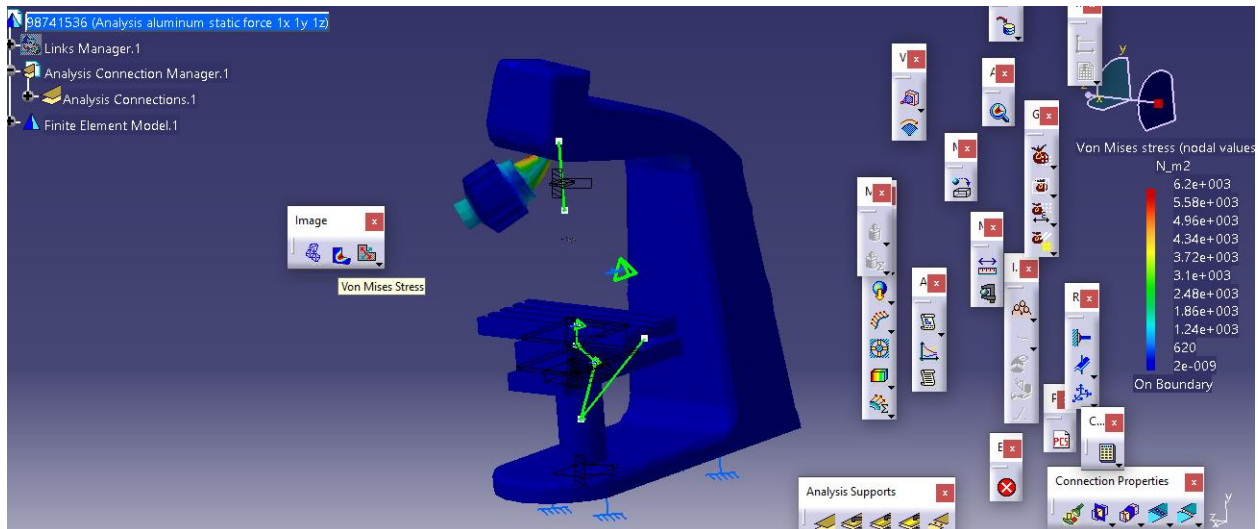 98741536 (Analysis aluminum static force 1x 1y 1z)
Links Manager.1
Analysis Connection Manager.1
Analysis Connections.1
Finite Element Model.1
Image
Von Mises Stress
V
A
G
M
M
M
I.
A
R
P
PCS
C...
E
Analysis Supports
Connection Properties
y
z
x
Von Mises stress (nodal values
N_m2
6.2e+003
5.58e+003
4.96e+003
4.34e+003
3.72e+003
3.1e+003
2.48e+003
1.86e+003
1.24e+003
620
2e-009
On Boundary
y
z